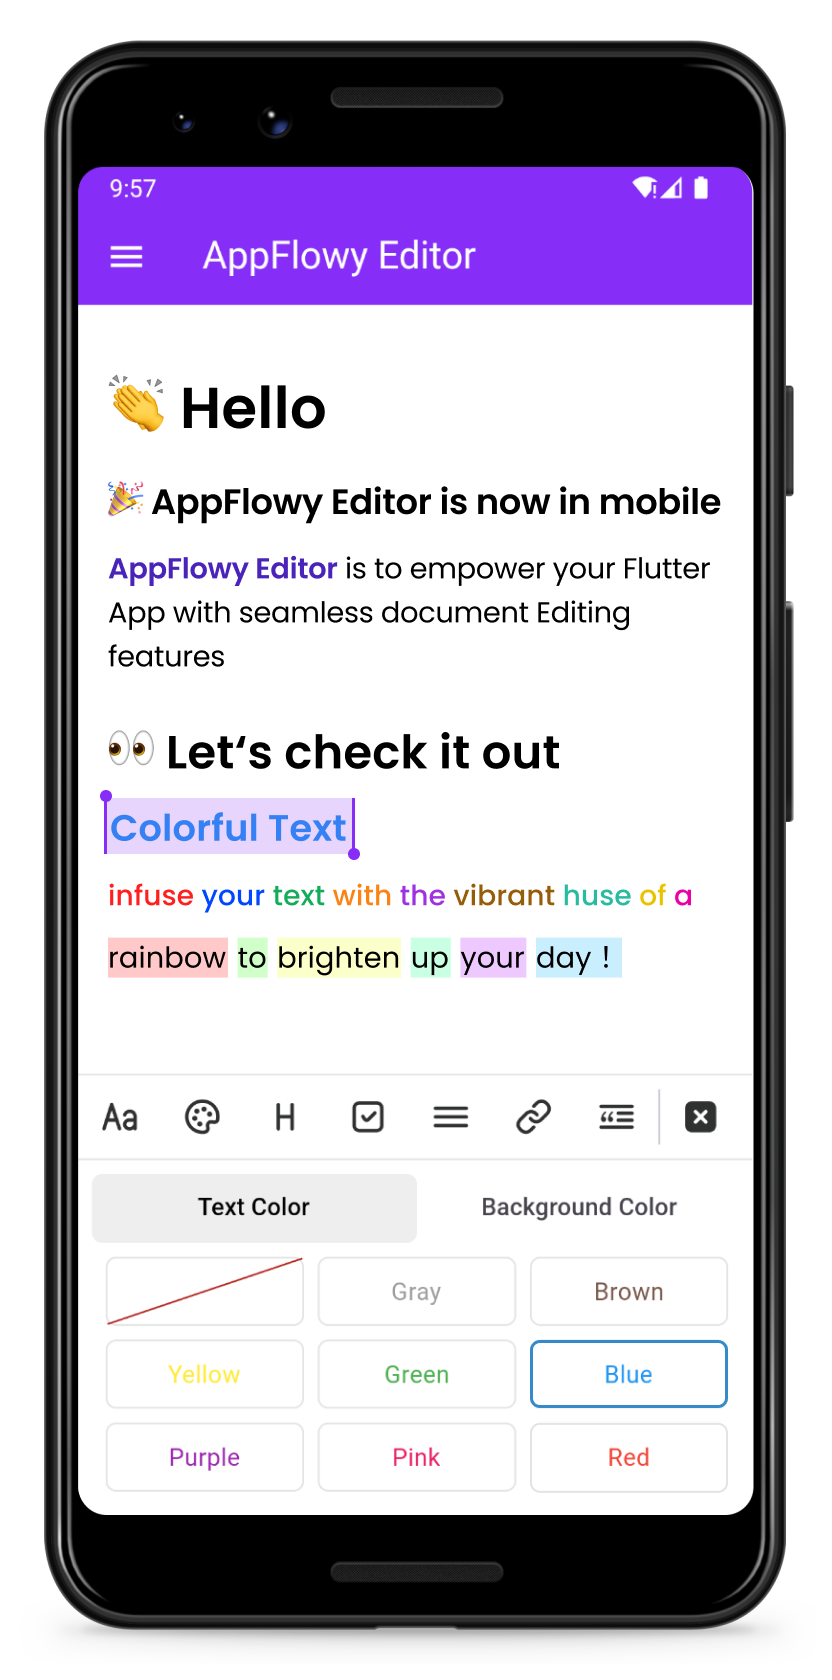 9:57
AppFlowy Editor
👏 Hello
🎉 AppFlowy Editor is now in mobile
AppFlowy Editor is to empower your Flutter
App with seamless document Editing
features
👀 Let‘s check it out
Colorful Text
infuse your text with the vibrant huse of a
rainbow to brighten up your day !
Aa H
Text Color Background Color
Gray Brown
Yellow Green Blue
Purple Pink Red